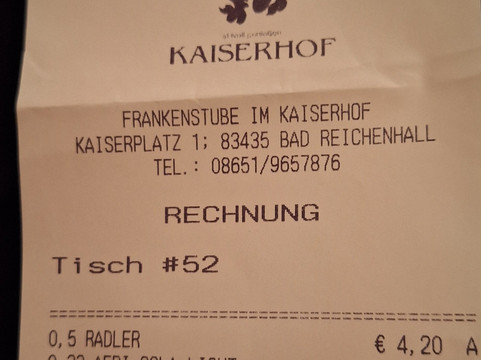 KAISERHOF
FRANKENSTUBE IM KAISERHOF
KAISERPLATZ 1; 83435 BAD REICHENHALL
TEL.: 08651/9657876
RECHNUNG
Tisch #52
================================================
0,5 RADLER € 4,20 A